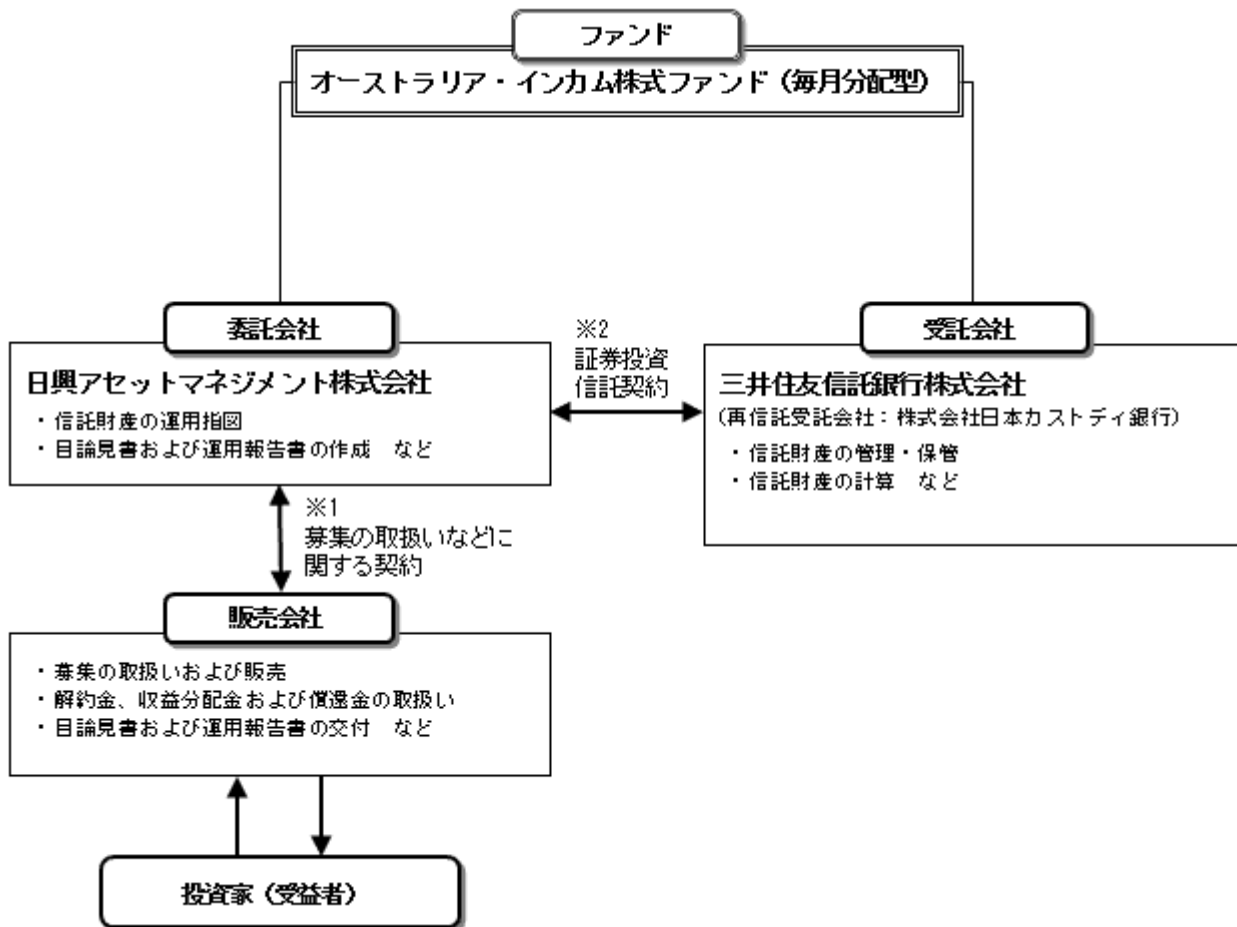 ファンド
オーストラリア・インカム株式ファンド(毎月分配型)
委託会社
日興アセットマネジメント株式会社
・信託財産の運用指図
・目論見書および運用報告書の作成　など
※2
証券投資
信託契約
受託会社
三井住友信託銀行株式会社
(再信託受託会社:株式会社日本カストディ銀行)
・信託財産の管理・保管
・信託財産の計算　など
※1
募集の取扱いなどに
関する契約
販売会社
・募集の取扱いおよび販売
・解約金、収益分配金および償還金の取扱い
・目論見書および運用報告書の交付　など
投資家(受益者)